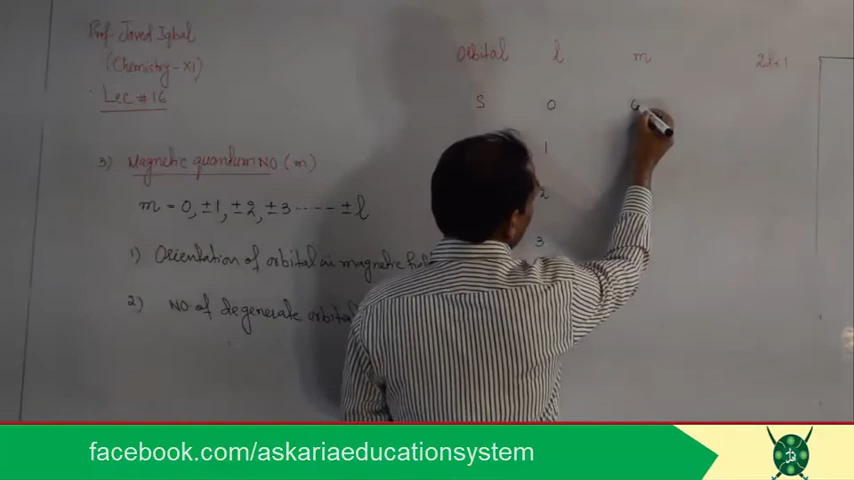 Prof. Javed Iqbal
(Chemistry-XI)
Lec #16
3) Magnetic quantum NO (m)
m = 0, ±1, ±2, ±3 ----- ±l
1) Orientation of orbital in magnetic field
2) NO of degenerate orbital
Orbital l m 2l+1
S 0 0
1
2
3
facebook.com/askariaeducationsystem